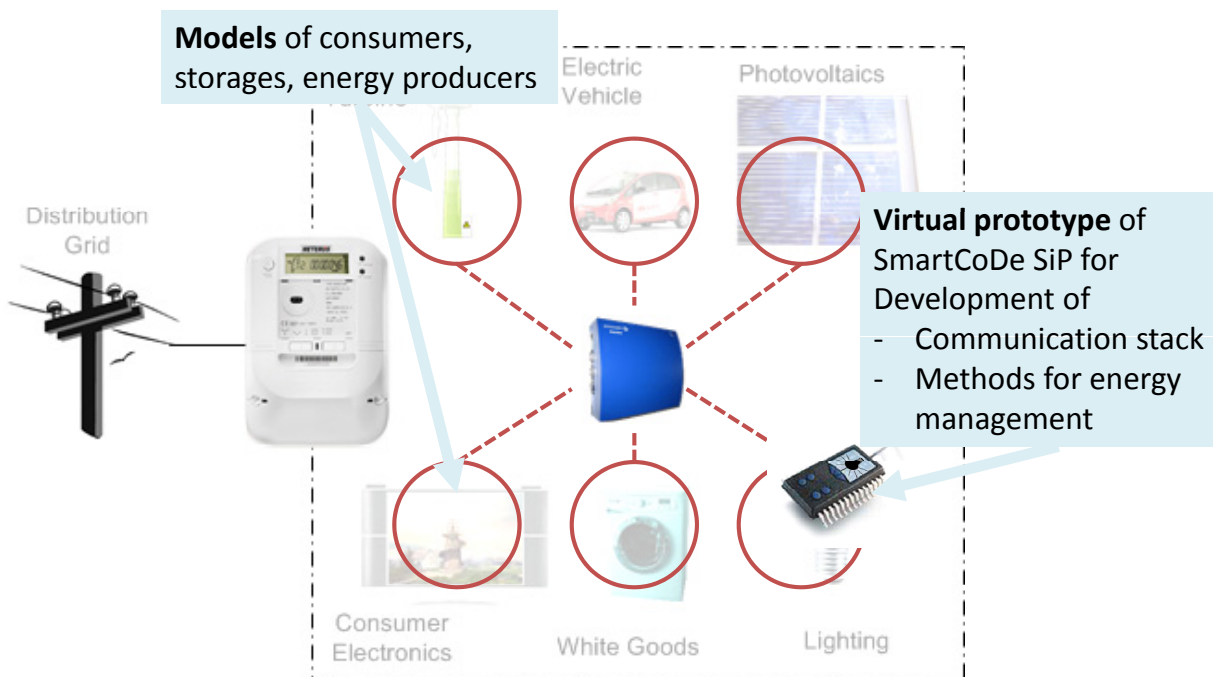 Models of consumers,
storages, energy producers
Electric
Vehicle
Photovoltaics
Distribution
Grid
Virtual prototype of
SmartCoDe SiP for
Development of
- Communication stack
- Methods for energy
management
Consumer
Electronics
White Goods
Lighting